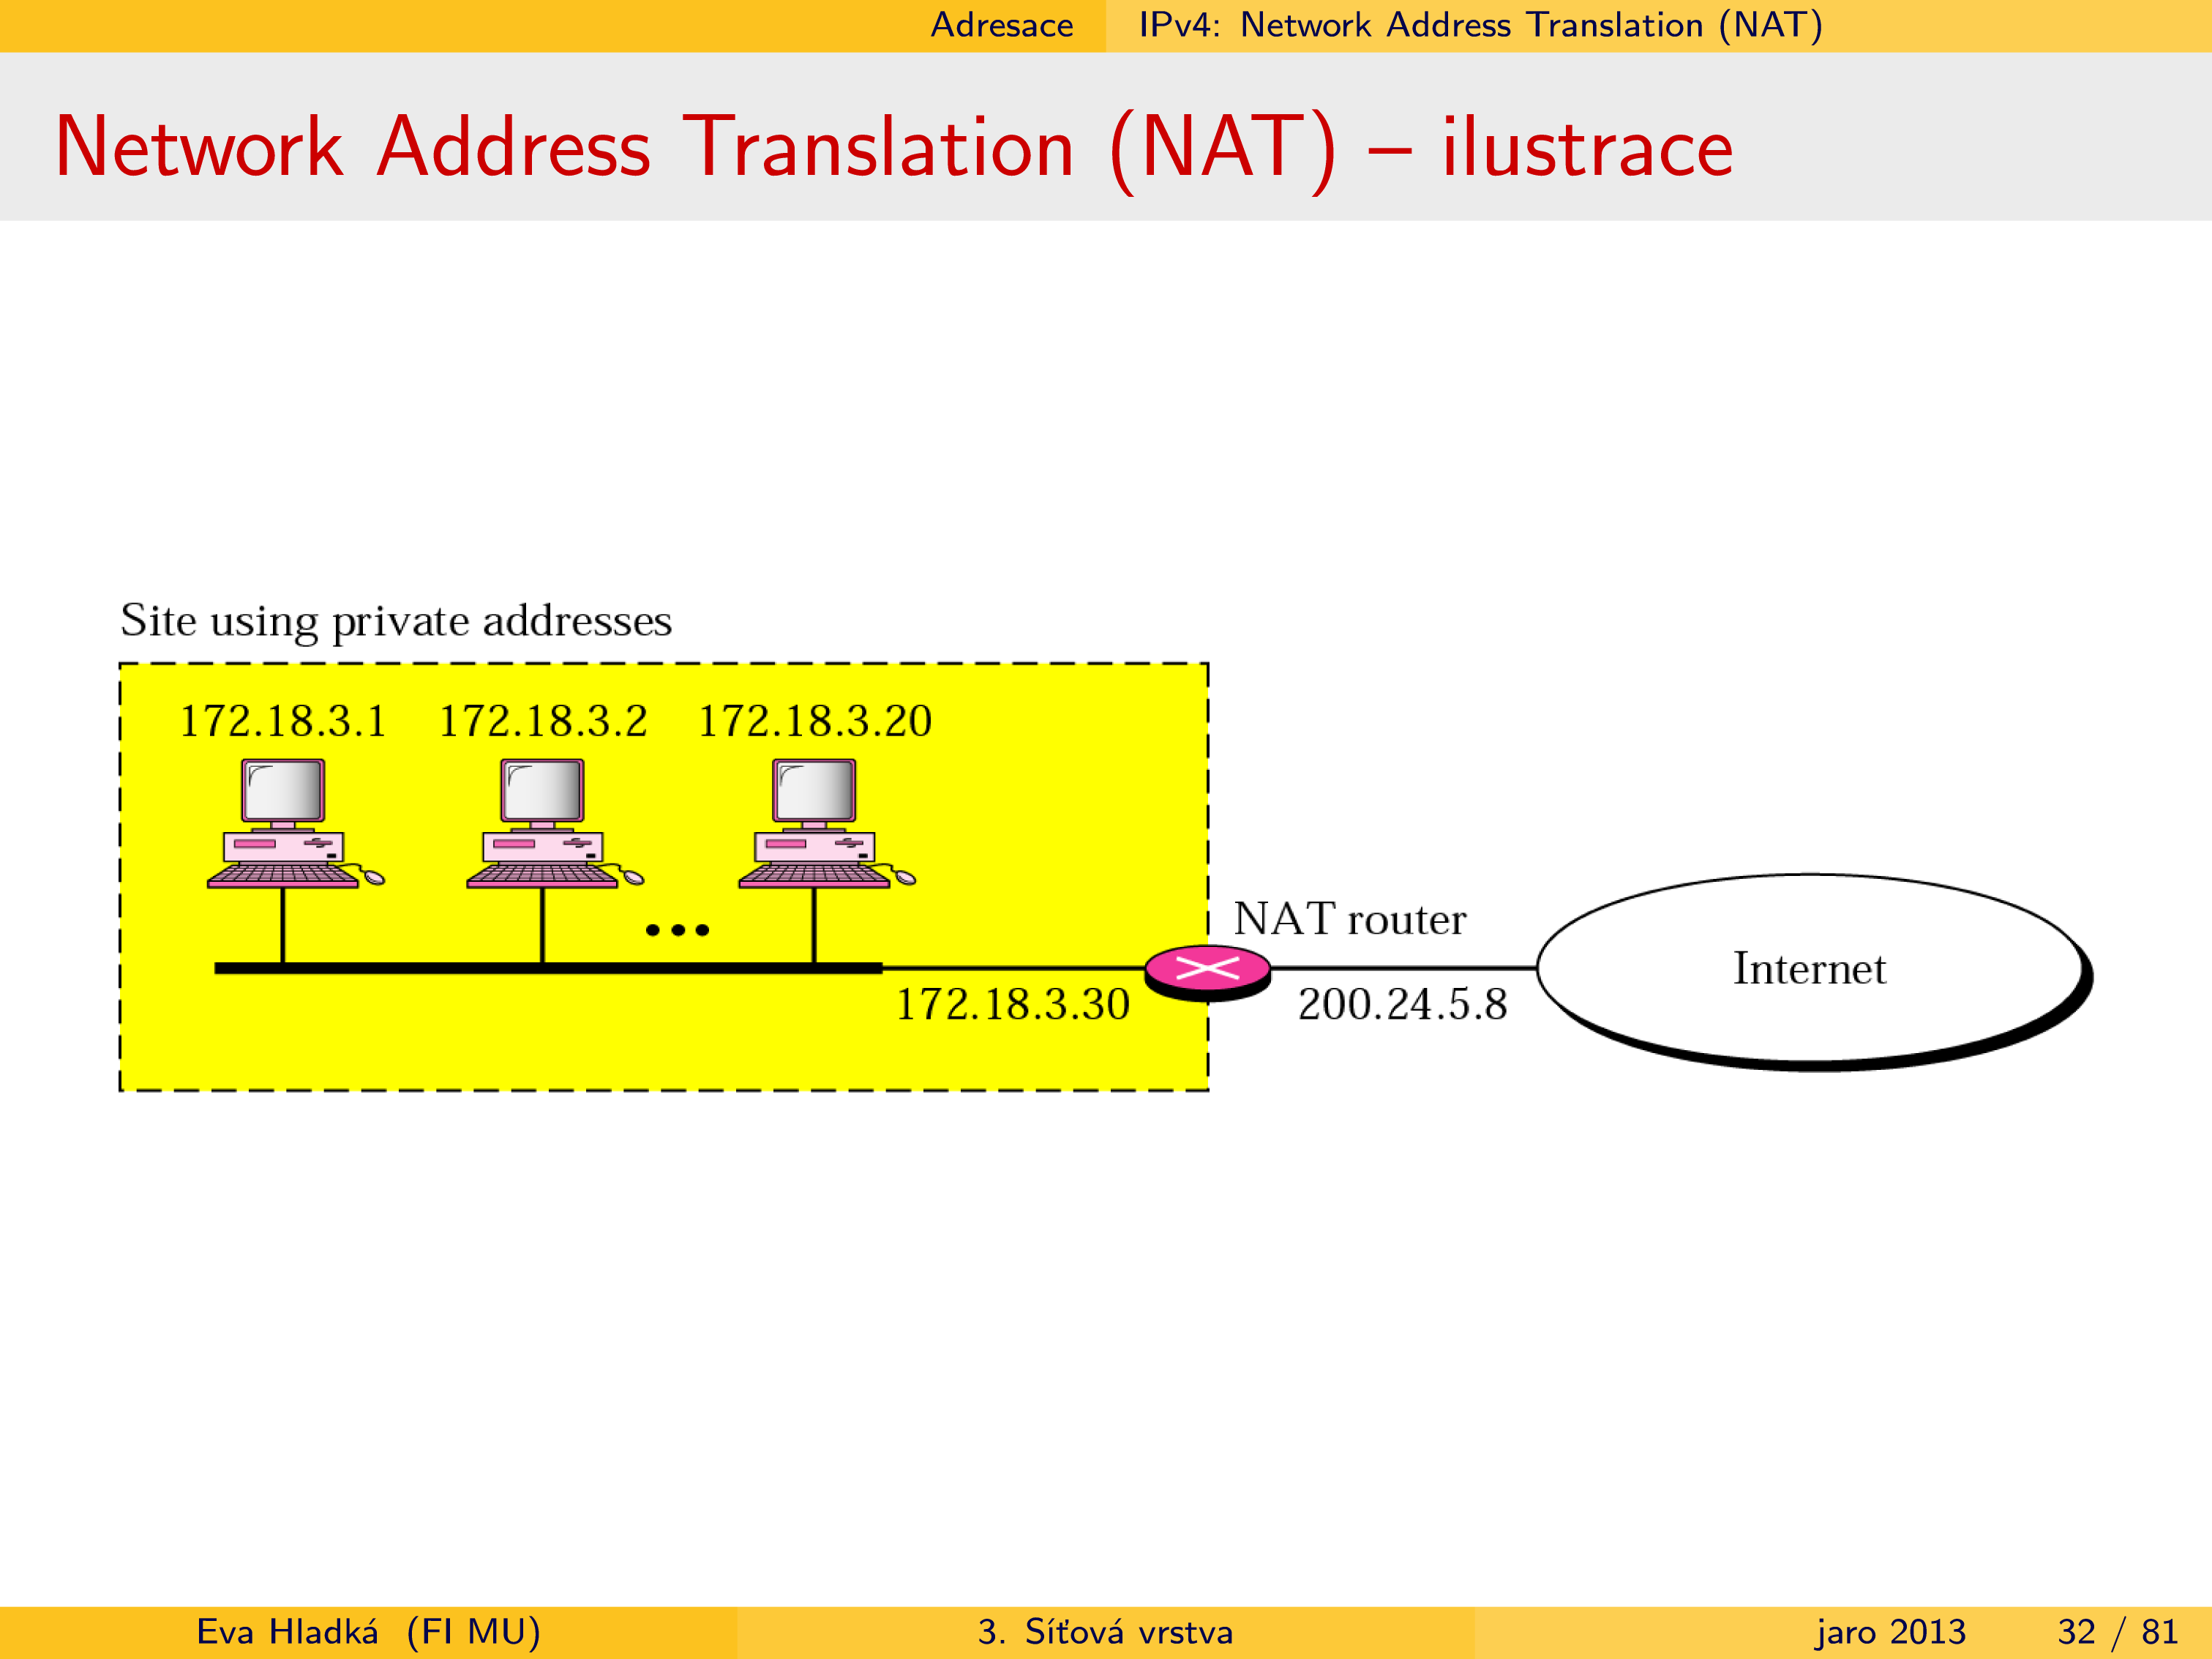 Adresace IPv4: Network Address Translation (NAT)
Network Address Translation (NAT) – ilustrace
Site using private addresses
172.18.3.1 172.18.3.2 172.18.3.20
NAT router
Internet
172.18.3.30 200.24.5.8
Eva Hladká (FI MU) 3. Síťová vrstva jaro 2013 32 / 81